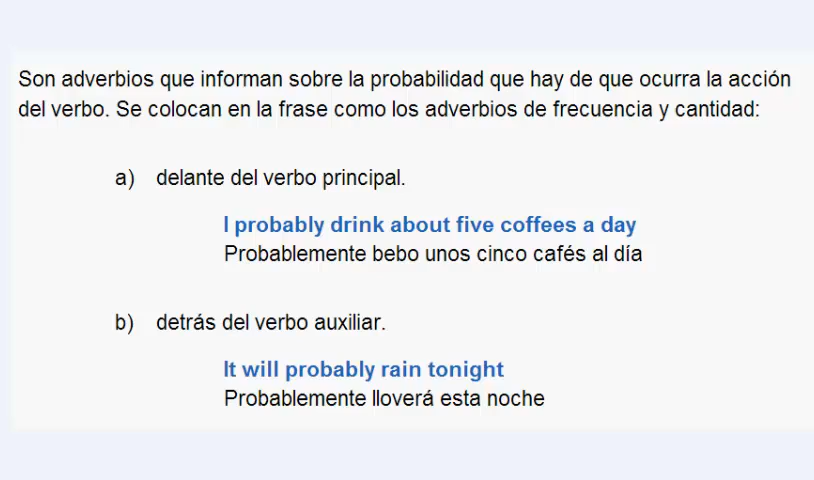 Son adverbios que informan sobre la probabilidad que hay de que ocurra la acción
del verbo. Se colocan en la frase como los adverbios de frecuencia y cantidad:
a) delante del verbo principal.
I probably drink about five coffees a day
Probablemente bebo unos cinco cafés al día
b) detrás del verbo auxiliar.
It will probably rain tonight
Probablemente lloverá esta noche